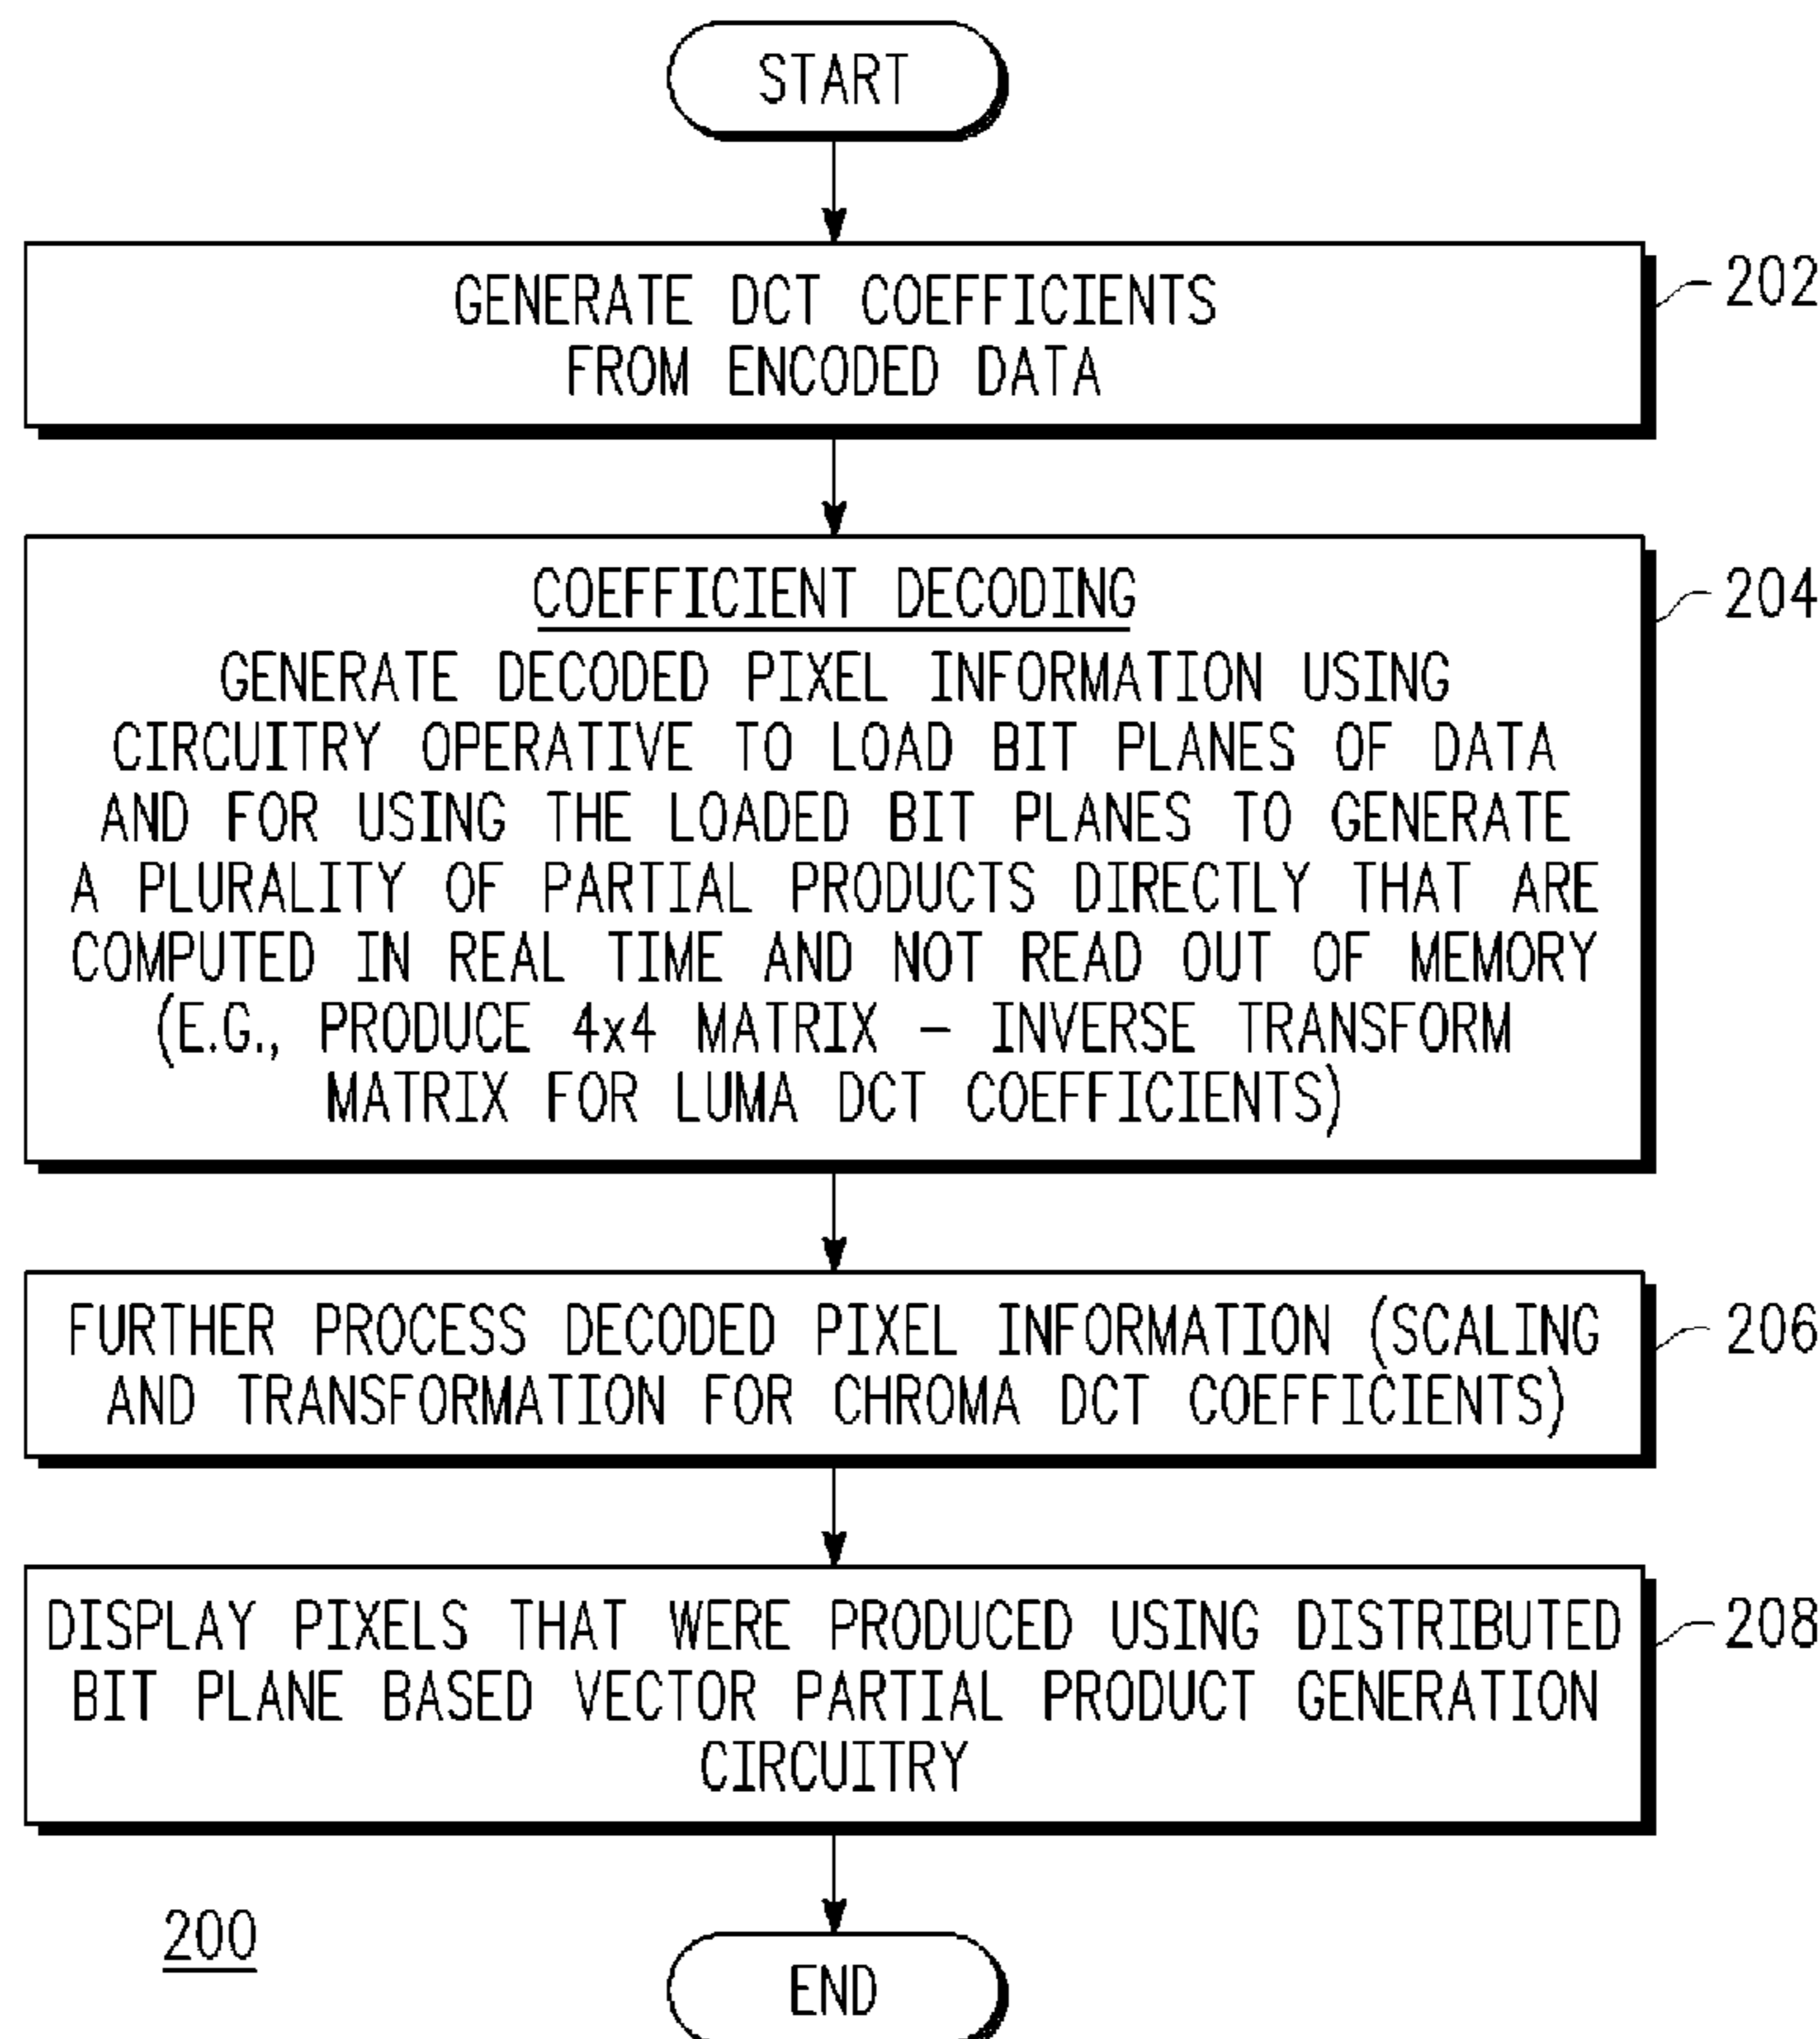 START
GENERATE DCT COEFFICIENTS
FROM ENCODED DATA
202
COEFFICIENT DECODING
GENERATE DECODED PIXEL INFORMATION USING
CIRCUITRY OPERATIVE TO LOAD BIT PLANES OF DATA
AND FOR USING THE LOADED BIT PLANES TO GENERATE
A PLURALITY OF PARTIAL PRODUCTS DIRECTLY THAT ARE
COMPUTED IN REAL TIME AND NOT READ OUT OF MEMORY
(E.G., PRODUCE 4x4 MATRIX – INVERSE TRANSFORM
MATRIX FOR LUMA DCT COEFFICIENTS)
204
FURTHER PROCESS DECODED PIXEL INFORMATION (SCALING
AND TRANSFORMATION FOR CHROMA DCT COEFFICIENTS)
206
DISPLAY PIXELS THAT WERE PRODUCED USING DISTRIBUTED
BIT PLANE BASED VECTOR PARTIAL PRODUCT GENERATION
CIRCUITRY
208
200
END